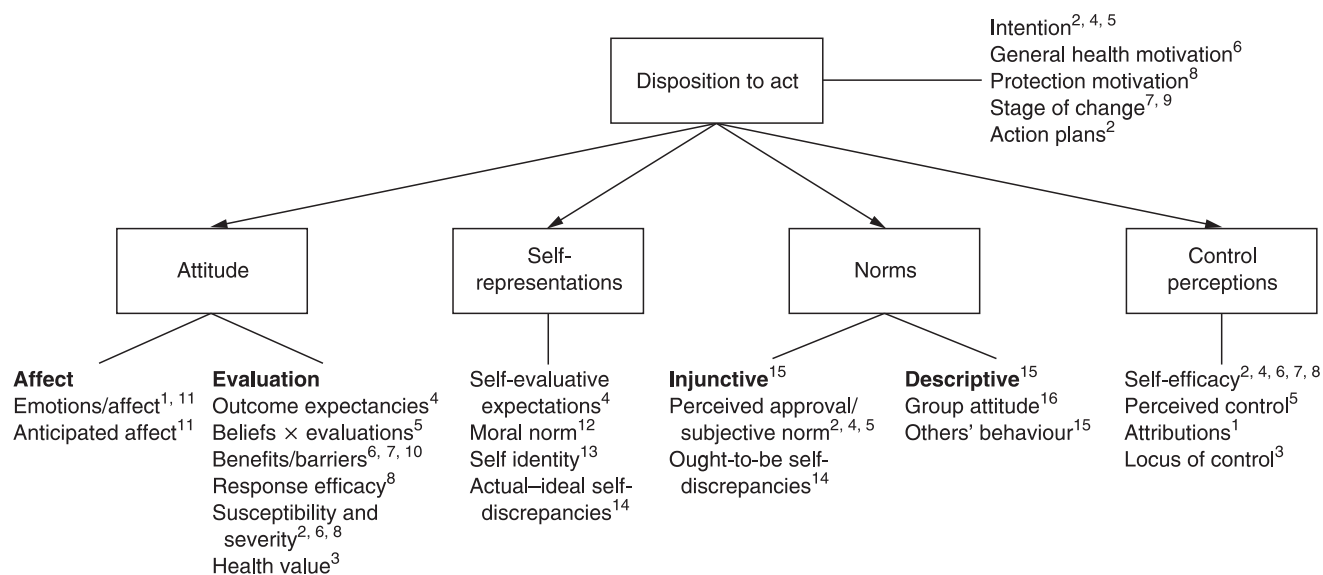 Disposition to act
Intention2, 4, 5
General health motivation6
Protection motivation8
Stage of change7, 9
Action plans2
Attitude
Self-
representations
Norms
Control
perceptions
Affect
Emotions/affect1, 11
Anticipated affect11
Evaluation
Outcome expectancies4
Beliefs × evaluations5
Benefits/barriers6, 7, 10
Response efficacy8
Susceptibility and
severity2, 6, 8
Health value3
Self-evaluative
expectations4
Moral norm12
Self identity13
Actual–ideal self-
discrepancies14
Injunctive15
Perceived approval/
subjective norm2, 4, 5
Ought-to-be self-
discrepancies14
Descriptive15
Group attitude16
Others' behaviour15
Self-efficacy2, 4, 6, 7, 8
Perceived control5
Attributions1
Locus of control3